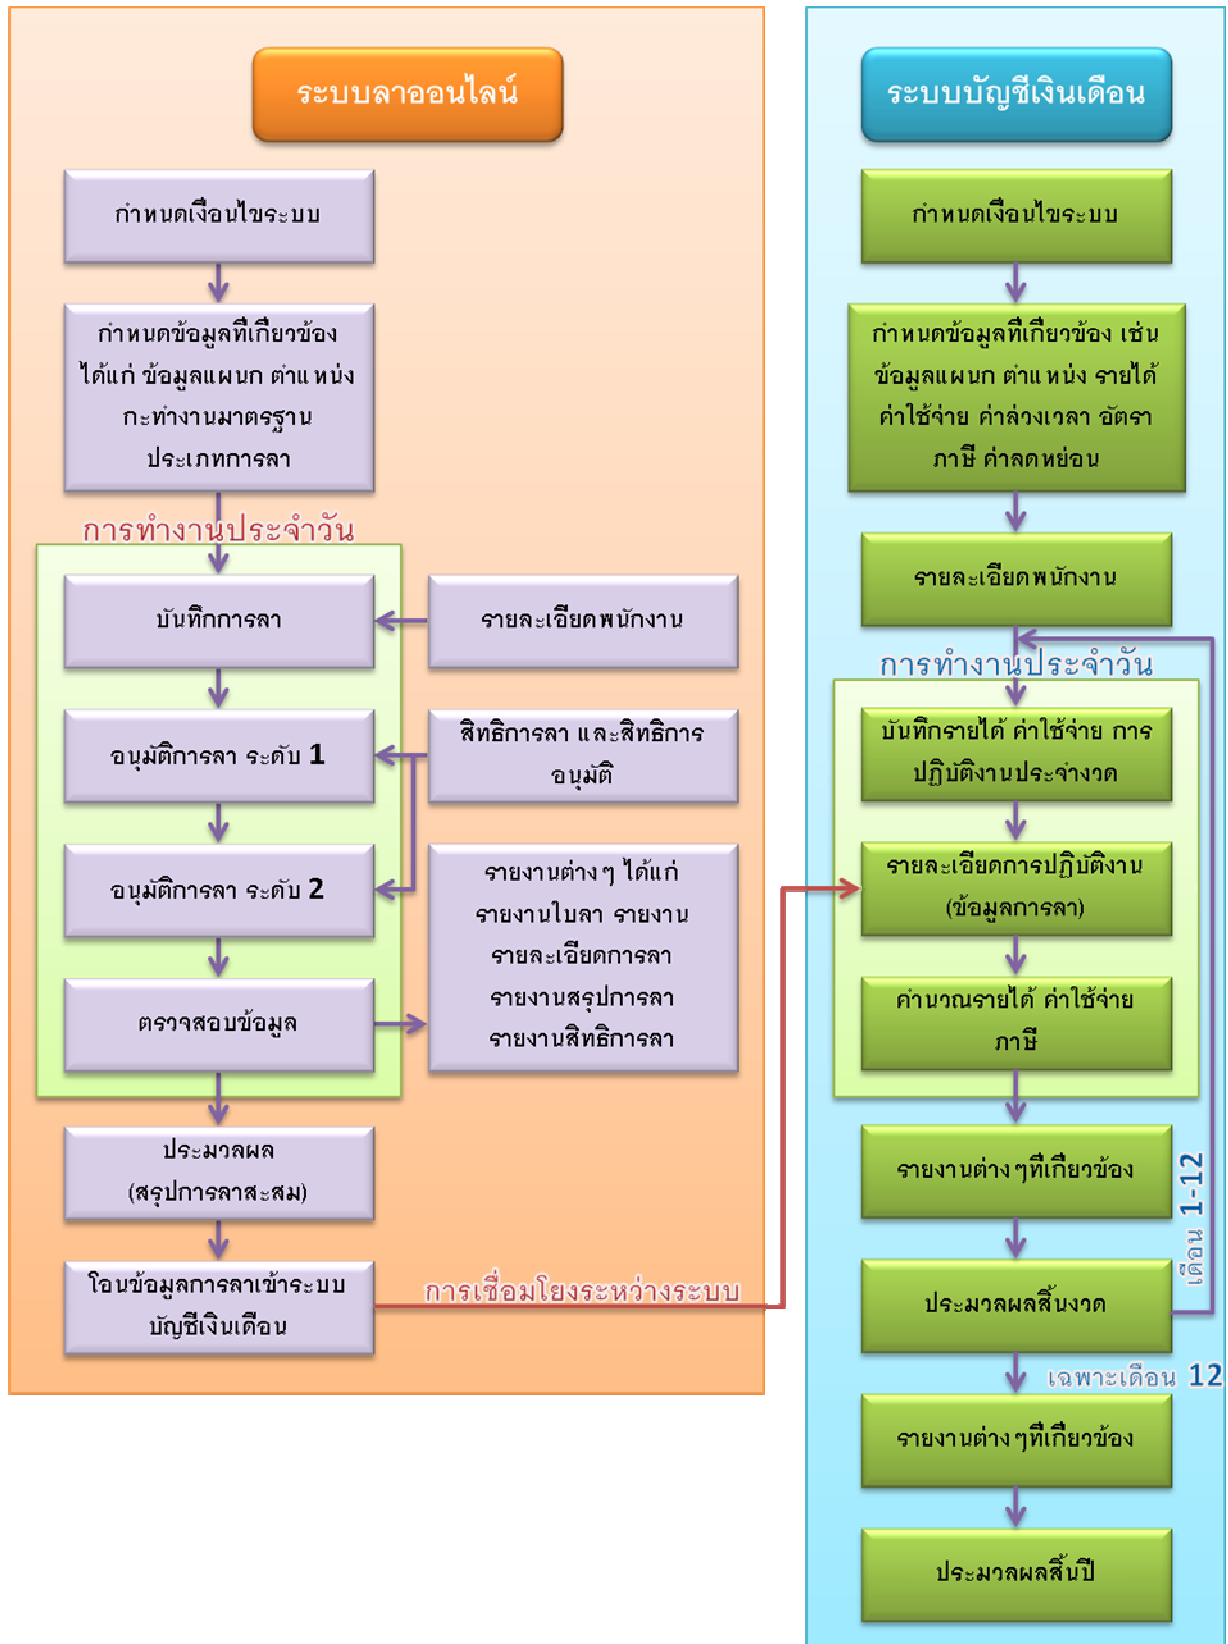 ระบบลาออนไลน์
กำหนดเงื่อนไขระบบ
กำหนดข้อมูลที่เกี่ยวข้อง
ได้แก่ ข้อมูลแผนก ตำแหน่ง
กะทำงานมาตรฐาน
ประเภทการลา
การทำงานประจำวัน
บันทึกการลา
รายละเอียดพนักงาน
อนุมัติการลา ระดับ 1
สิทธิการลา และสิทธิการ
อนุมัติ
อนุมัติการลา ระดับ 2
รายงานต่างๆ ได้แก่
รายงานใบลา รายงาน
รายละเอียดการลา
รายงานสรุปการลา
รายงานสิทธิการลา
ตรวจสอบข้อมูล
ประมวลผล
(สรุปการลาสะสม)
โอนข้อมูลการลาเข้าระบบ
บัญชีเงินเดือน
การเชื่อมโยงระหว่างระบบ
ระบบบัญชีเงินเดือน
กำหนดเงื่อนไขระบบ
กำหนดข้อมูลที่เกี่ยวข้อง เช่น
ข้อมูลแผนก ตำแหน่ง รายได้
ค่าใช้จ่าย ค่าล่วงเวลา อัตรา
ภาษี ค่าลดหย่อน
รายละเอียดพนักงาน
การทำงานประจำวัน
บันทึกรายได้ ค่าใช้จ่าย การ
ปฏิบัติงานประจำงวด
รายละเอียดการปฏิบัติงาน
(ข้อมูลการลา)
คำนวณรายได้ ค่าใช้จ่าย
ภาษี
รายงานต่างๆที่เกี่ยวข้อง
เดือน 1-12
ประมวลผลสิ้นงวด
เฉพาะเดือน 12
รายงานต่างๆที่เกี่ยวข้อง
ประมวลผลสิ้นปี